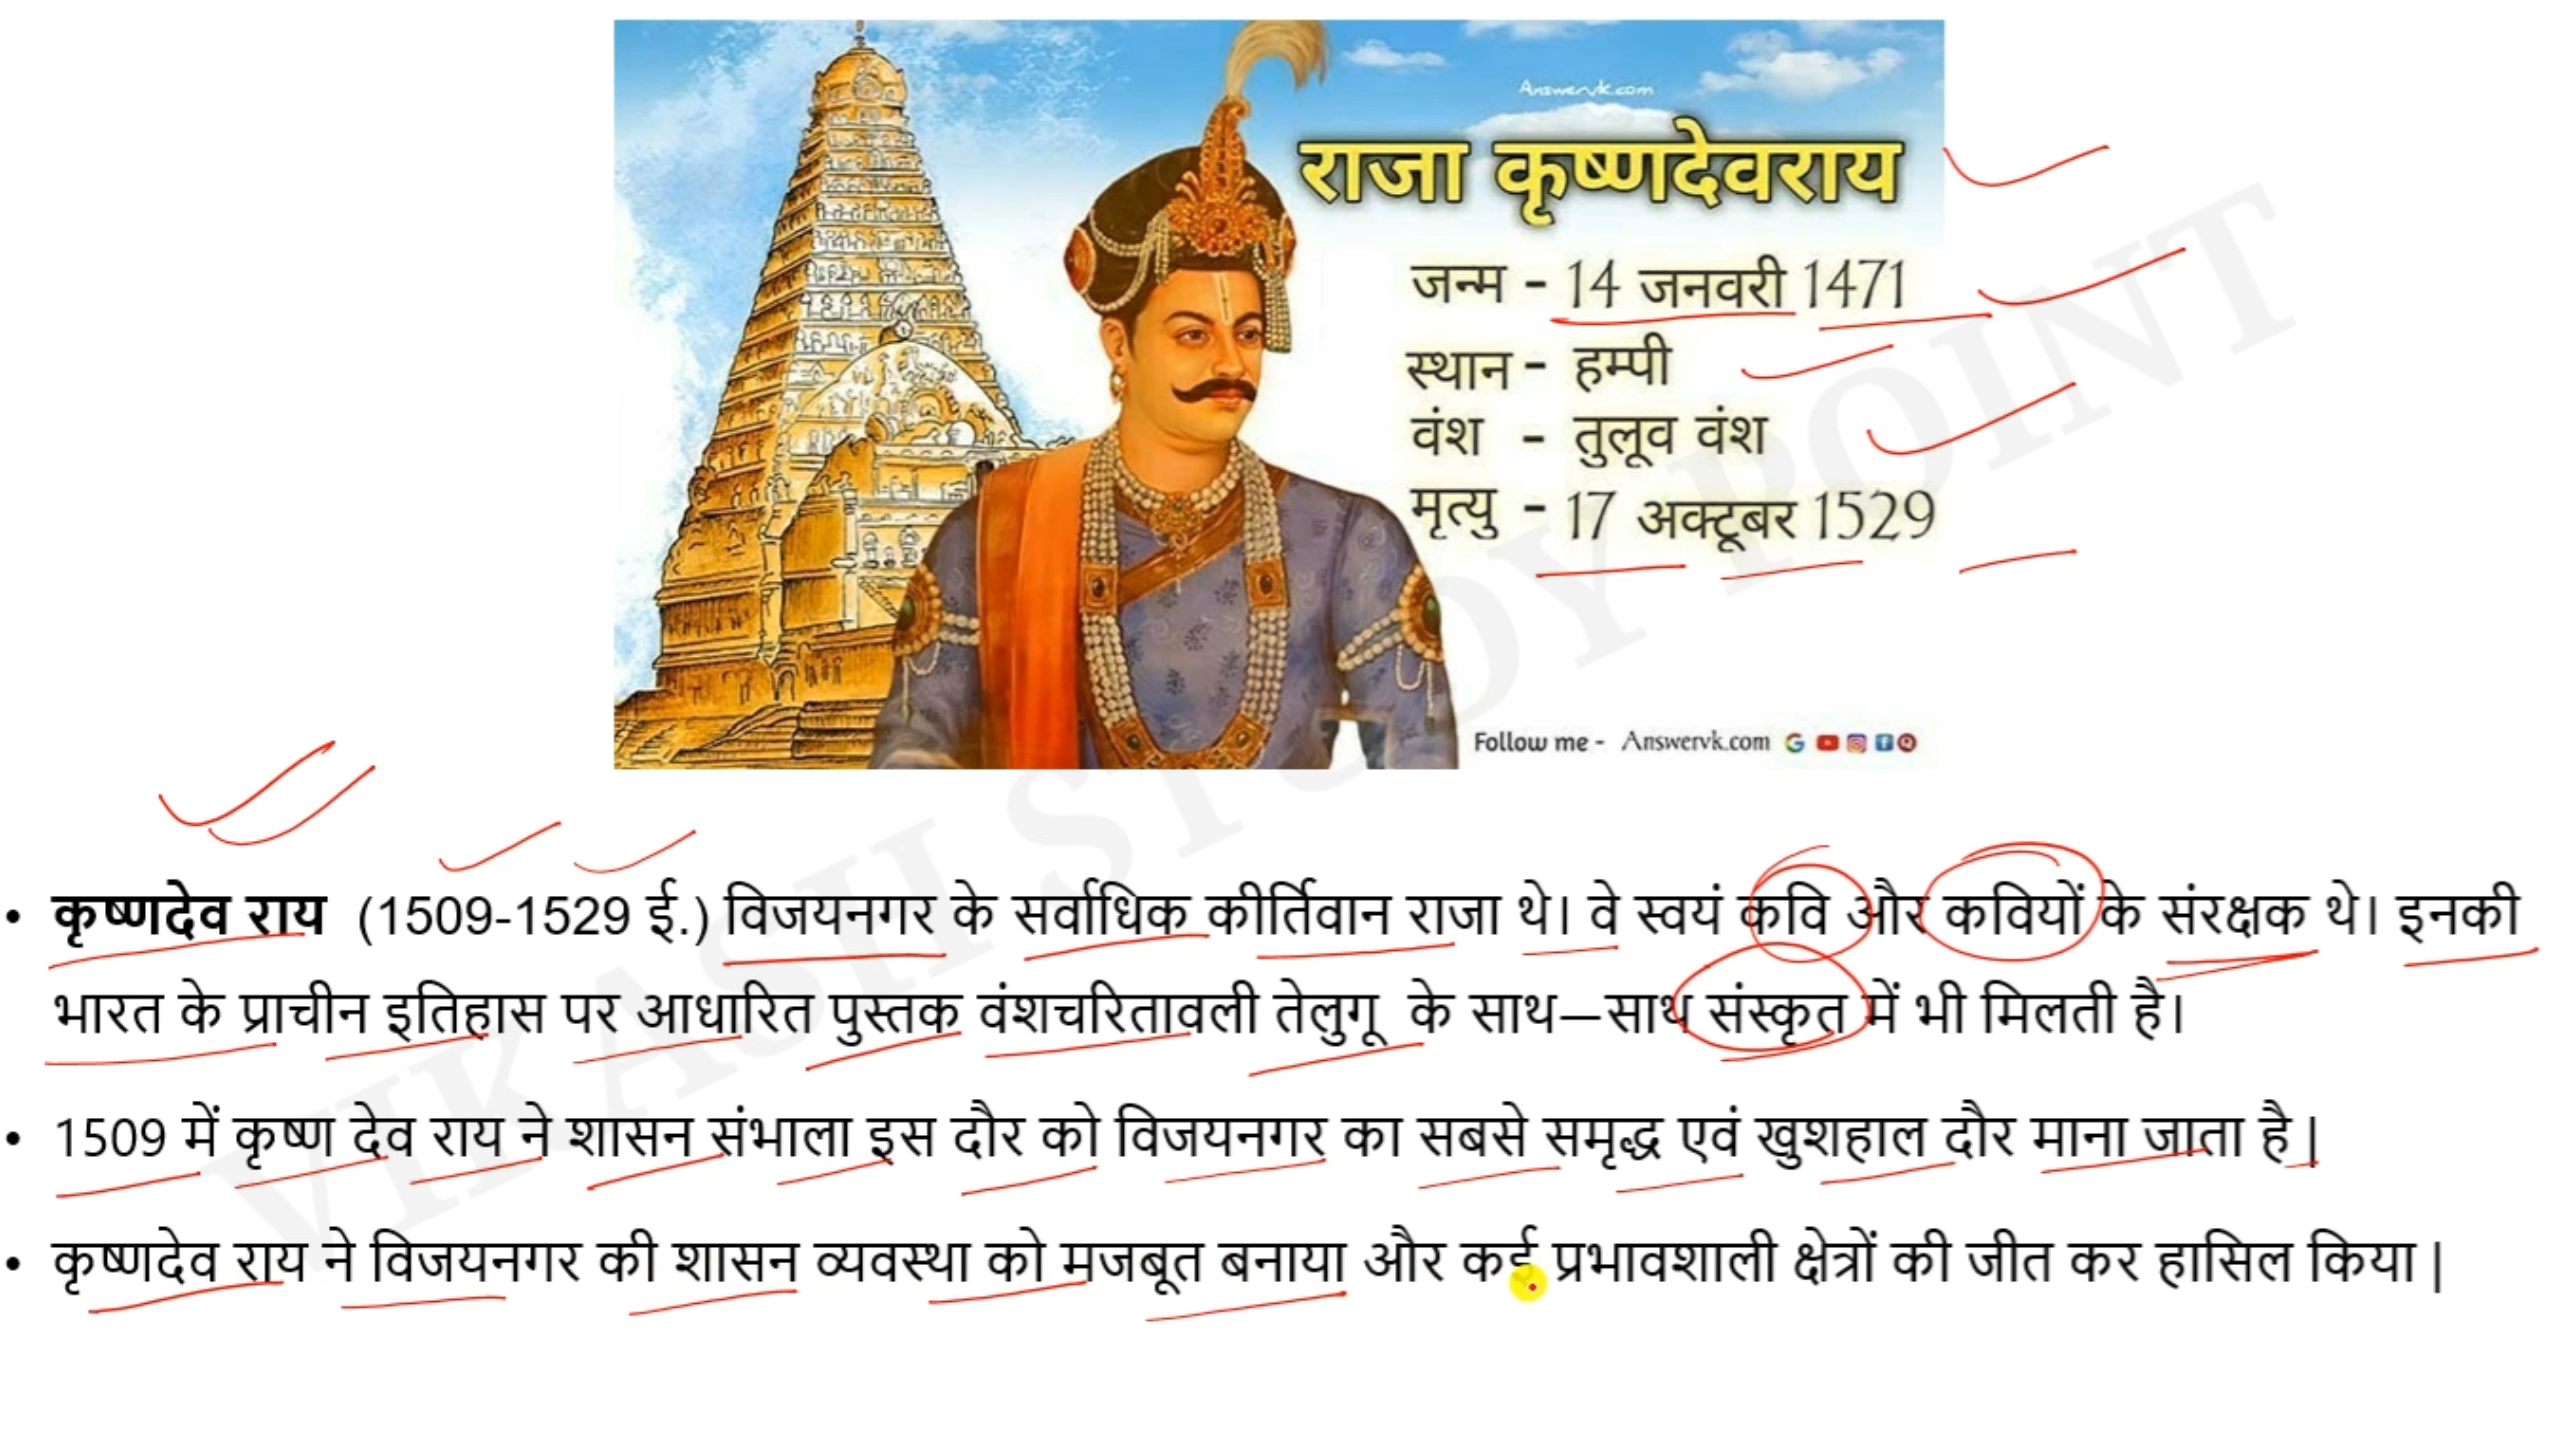 Answervk.com
राजा कृष्णदेवराय
जन्म - 14 जनवरी 1471
स्थान - हम्पी
वंश - तुलूव वंश
मृत्यु - 17 अक्टूबर 1529
Follow me - Answervk.com
VIKASH STUDY POINT
• कृष्णदेव राय (1509-1529 ई.) विजयनगर के सर्वाधिक कीर्तिवान राजा थे। वे स्वयं कवि और कवियों के संरक्षक थे। इनकी
भारत के प्राचीन इतिहास पर आधारित पुस्तक वंशचरितावली तेलुगू के साथ–साथ संस्कृत में भी मिलती है।
• 1509 में कृष्ण देव राय ने शासन संभाला इस दौर को विजयनगर का सबसे समृद्ध एवं खुशहाल दौर माना जाता है|
• कृष्णदेव राय ने विजयनगर की शासन व्यवस्था को मजबूत बनाया और कई प्रभावशाली क्षेत्रों की जीत कर हासिल किया|